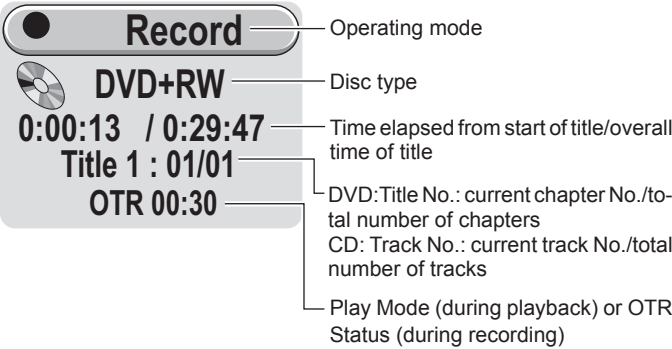 Record
Operating mode
DVD+RW
Disc type
0:00:13 / 0:29:47
Time elapsed from start of title/overall
time of title
Title 1 : 01/01
DVD:Title No.: current chapter No./to-
tal number of chapters
CD: Track No.: current track No./total
number of tracks
OTR 00:30
Play Mode (during playback) or OTR
Status (during recording)